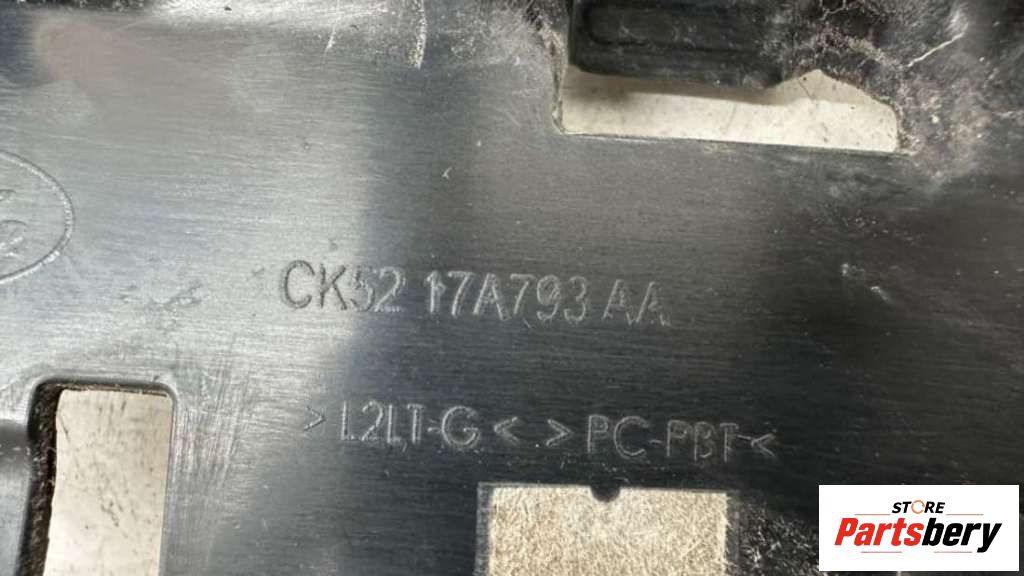 CK52 17A793 AA
>L2LT-G< >PC-PBT<
STORE
Partsbery